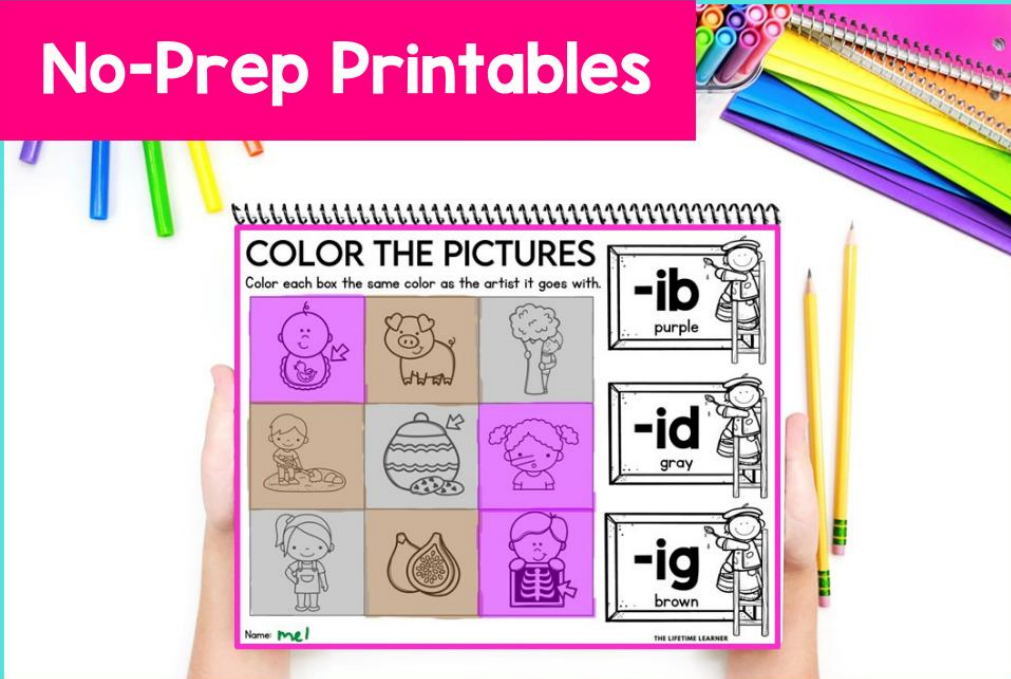 No-Prep Printables
COLOR THE PICTURES
Color each box the same color as the artist it goes with.
-ib
purple
-id
gray
-ig
brown
Name: mel
THE LIFETIME LEARNER